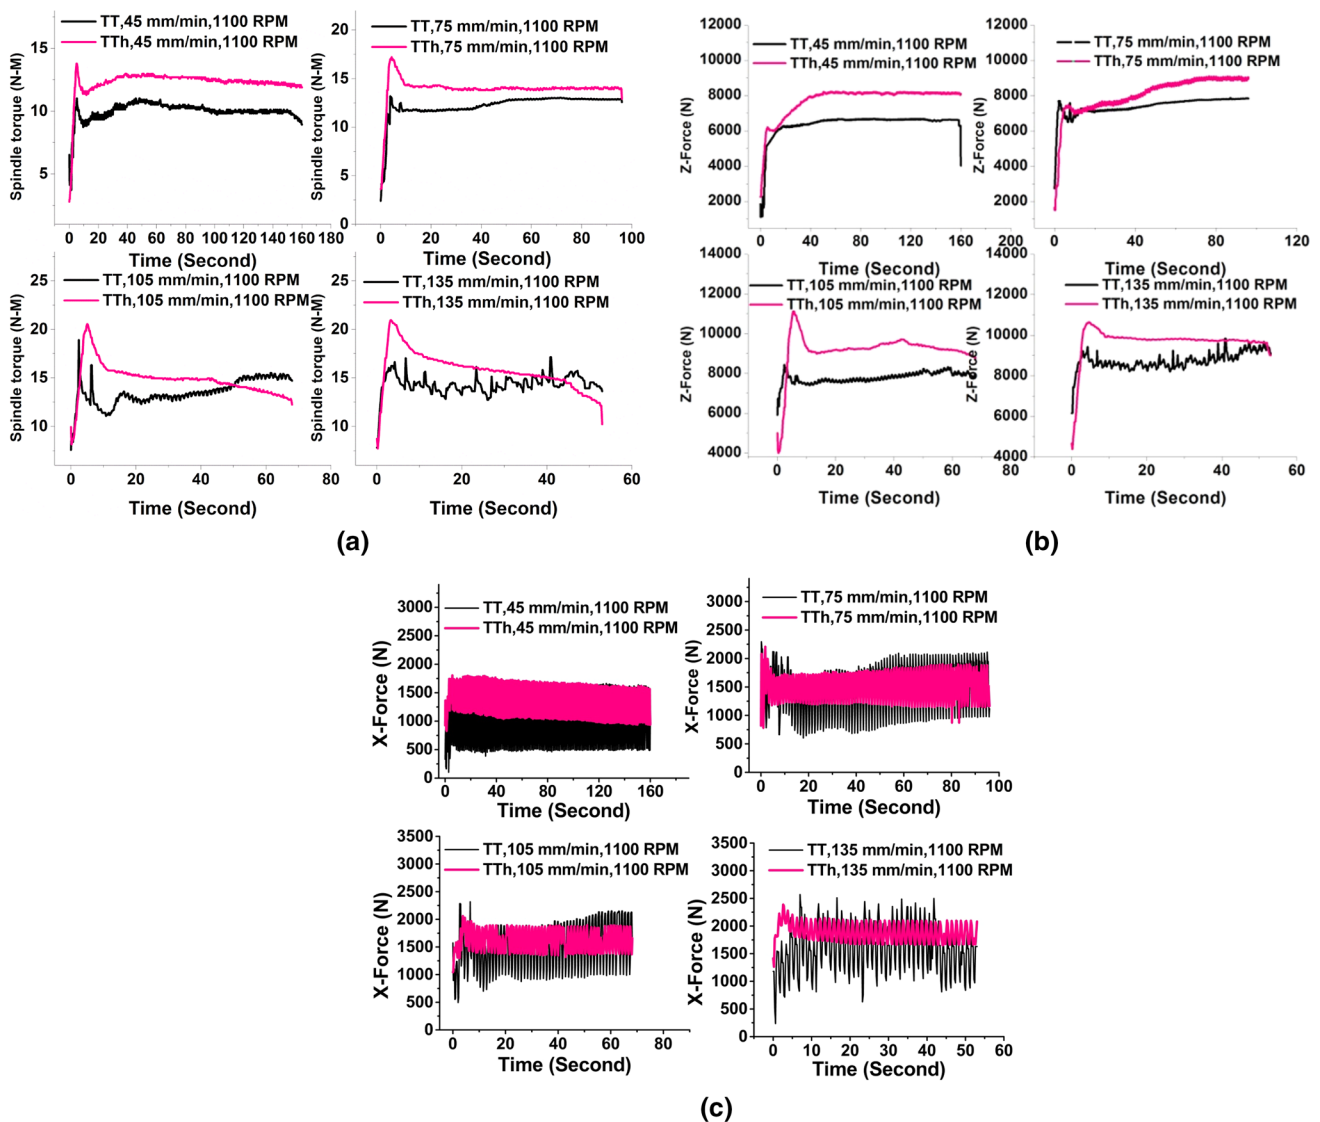 TT,45 mm/min,1100 RPM
TTh,45 mm/min,1100 RPM
Spindle torque (N-M)
15
10
5
0 20 40 60 80 100 120 140 160 180
Time (Second)
TT,75 mm/min,1100 RPM
TTh,75 mm/min,1100 RPM
Spindle torque (N-M)
20
15
10
5
0
0 20 40 60 80 100
Time (Second)
TT,105 mm/min,1100 RPM
TTh,105 mm/min,1100 RPM
Spindle torque (N-M)
25
20
15
10
0 20 40 60 80
Time (Second)
TT,135 mm/min,1100 RPM
TTh,135 mm/min,1100 RPM
Spindle torque (N-M)
25
20
15
10
0 20 40 60
Time (Second)
(a)
TT,45 mm/min,1100 RPM
TTh,45 mm/min,1100 RPM
Z-Force (N)
12000
10000
8000
6000
4000
2000
0 40 80 120 160 200
Time (Second)
TT,75 mm/min,1100 RPM
TTh,75 mm/min,1100 RPM
Z-Force (N)
12000
10000
8000
6000
4000
2000
0 40 80 120
Time (Second)
TT,105 mm/min,1100 RPM
TTh,105 mm/min,1100 RPM
Z-Force (N)
14000
12000
10000
8000
6000
4000
0 20 40 60 80
Time (Second)
TT,135 mm/min,1100 RPM
TTh,135 mm/min,1100 RPM
Z-Force (N)
14000
12000
10000
8000
6000
4000
0 20 40 60
Time (Second)
(b)
TT,45 mm/min,1100 RPM
TTh,45 mm/min,1100 RPM
X-Force (N)
3000
2500
2000
1500
1000
500
0
0 40 80 120 160
Time (Second)
TT,75 mm/min,1100 RPM
TTh,75 mm/min,1100 RPM
X-Force (N)
3000
2500
2000
1500
1000
500
0
0 20 40 60 80 100
Time (Second)
TT,105 mm/min,1100 RPM
TTh,105 mm/min,1100 RPM
X-Force (N)
3500
3000
2500
2000
1500
1000
500
0
0 20 40 60 80
Time (Second)
TT,135 mm/min,1100 RPM
TTh,135 mm/min,1100 RPM
X-Force (N)
3500
3000
2500
2000
1500
1000
500
0
0 10 20 30 40 50 60
Time (Second)
(c)